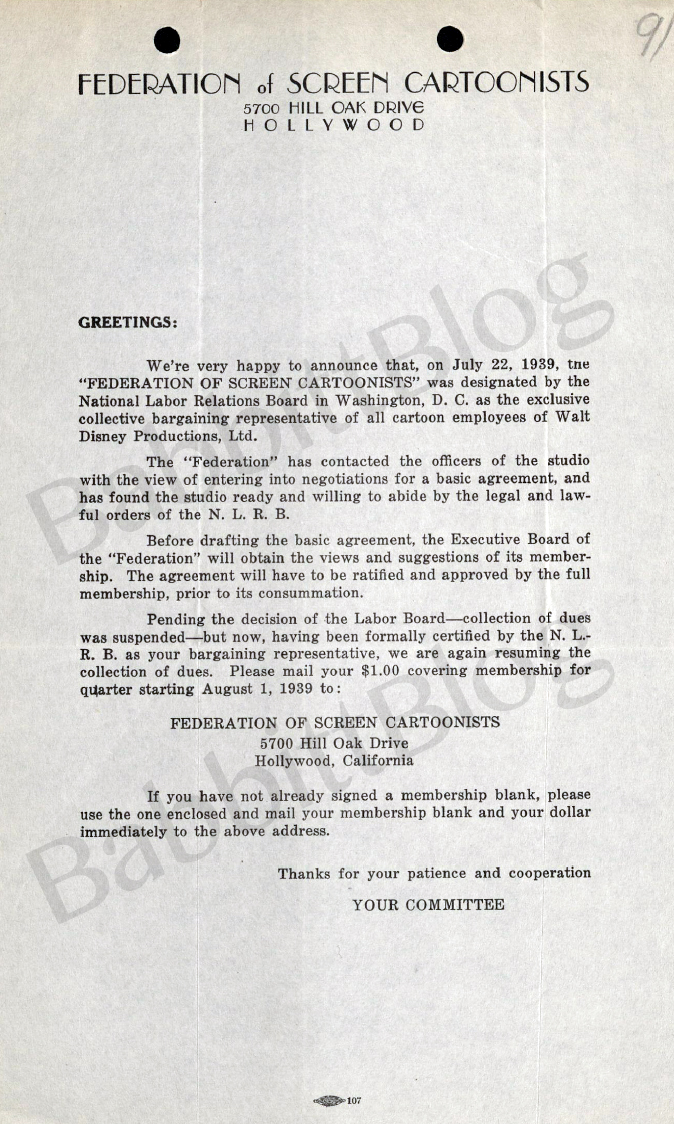 91
FEDERATION of SCREEN CARTOONISTS
5700 HILL OAK DRIVE
HOLLYWOOD
GREETINGS:
We're very happy to announce that, on July 22, 1939, the
"FEDERATION OF SCREEN CARTOONISTS" was designated by the
National Labor Relations Board in Washington, D. C. as the exclusive
collective bargaining representative of all cartoon employees of Walt
Disney Productions, Ltd.
The "Federation" has contacted the officers of the studio
with the view of entering into negotiations for a basic agreement, and
has found the studio ready and willing to abide by the legal and law-
ful orders of the N. L. R. B.
Before drafting the basic agreement, the Executive Board of
the "Federation" will obtain the views and suggestions of its member-
ship. The agreement will have to be ratified and approved by the full
membership, prior to its consummation.
Pending the decision of the Labor Board—collection of dues
was suspended—but now, having been formally certified by the N. L.-
R. B. as your bargaining representative, we are again resuming the
collection of dues. Please mail your $1.00 covering membership for
quarter starting August 1, 1939 to:
FEDERATION OF SCREEN CARTOONISTS
5700 Hill Oak Drive
Hollywood, California
If you have not already signed a membership blank, please
use the one enclosed and mail your membership blank and your dollar
immediately to the above address.
Thanks for your patience and cooperation
YOUR COMMITTEE
107
BabbittBlog
BabbittBlog